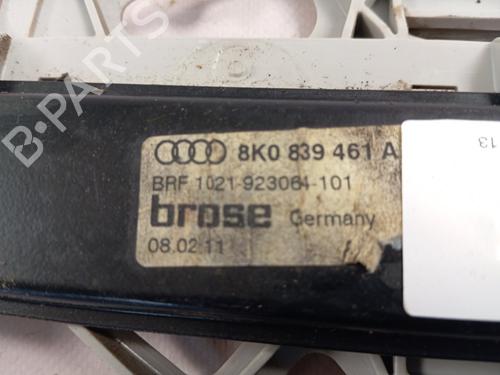 B-PARTS
8K0 839 461 A
BRF 1021-923064-101
brose Germany
08.02.11
13